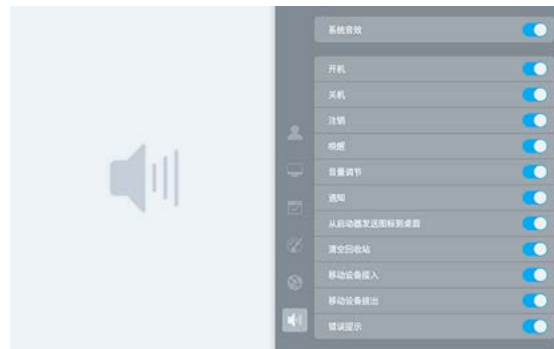 系统音效
开机
关机
注销
唤醒
音量调节
通知
从启动器发送图标到桌面
清空回收站
移动设备接入
移动设备拔出
错误提示